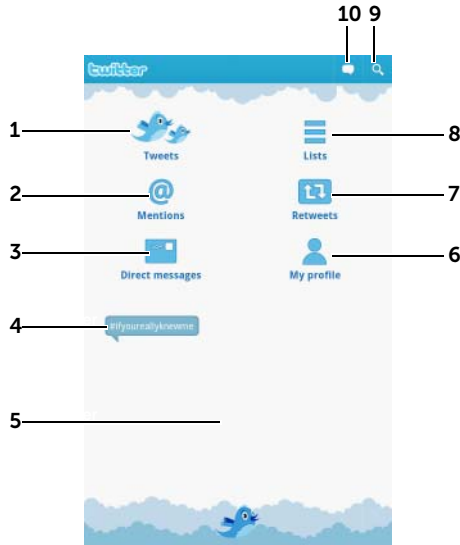 10 9
twitter
1
Tweets
Lists
8
2
@
Mentions
Retweets
7
3
Direct messages
My profile
6
4
#ifyoureallyknewme
5